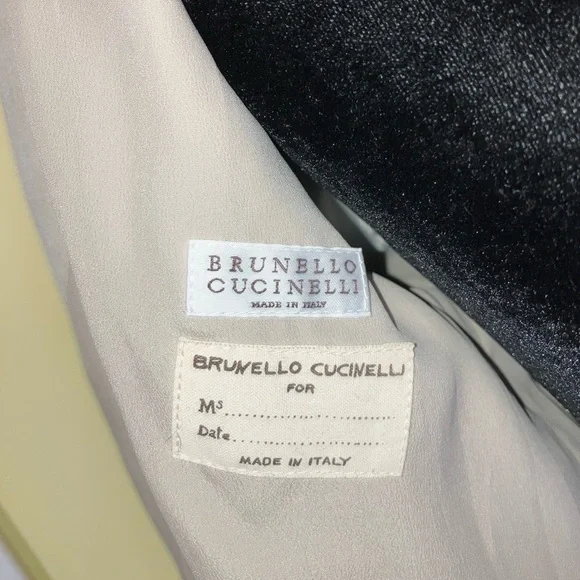 BRUNELLO
CUCINELLI
MADE IN ITALY
BRUNELLO CUCINELLI
FOR
Ms..............................
Date............................
MADE IN ITALY